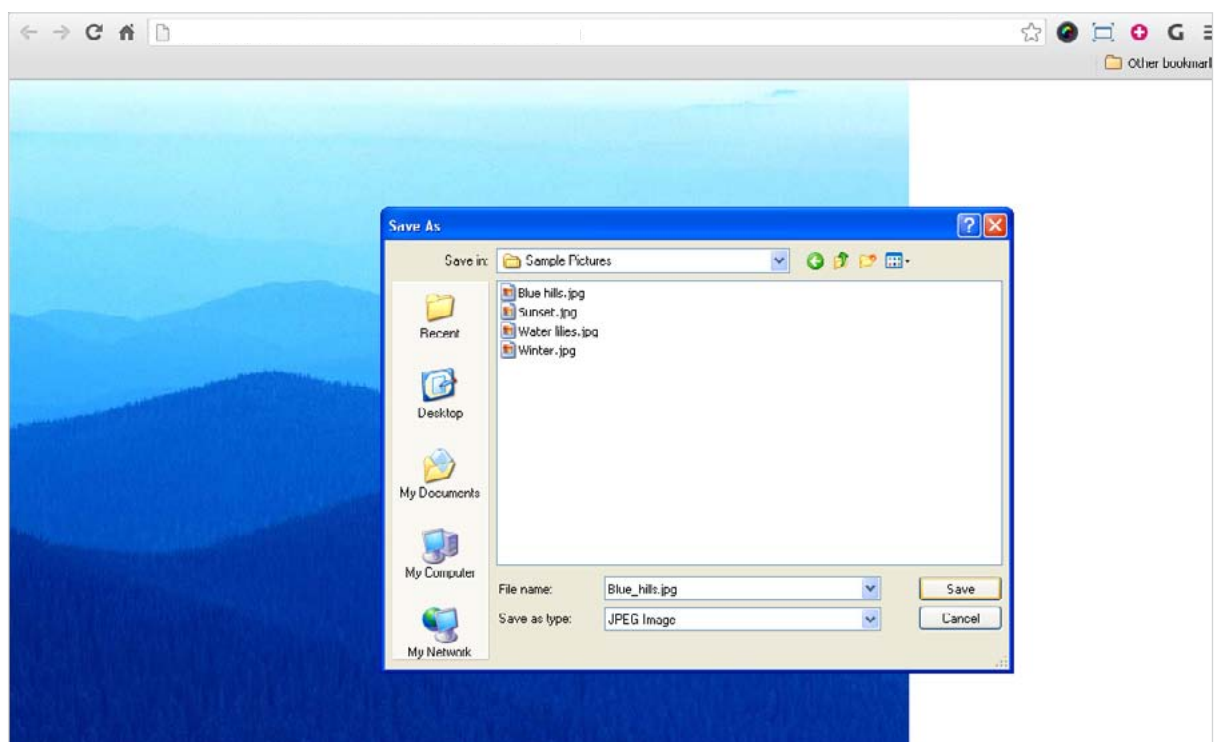 G
Other bookmarl
Save As
Save in:
Sample Pictures
Blue hills.jpg
Sunset.jpg
Water lilies.jpg
Winter.jpg
Recent
Desktop
My Documents
My Computer
My Network
File name:
Blue_hills.jpg
Save
Save as type:
JPEG Image
Cancel